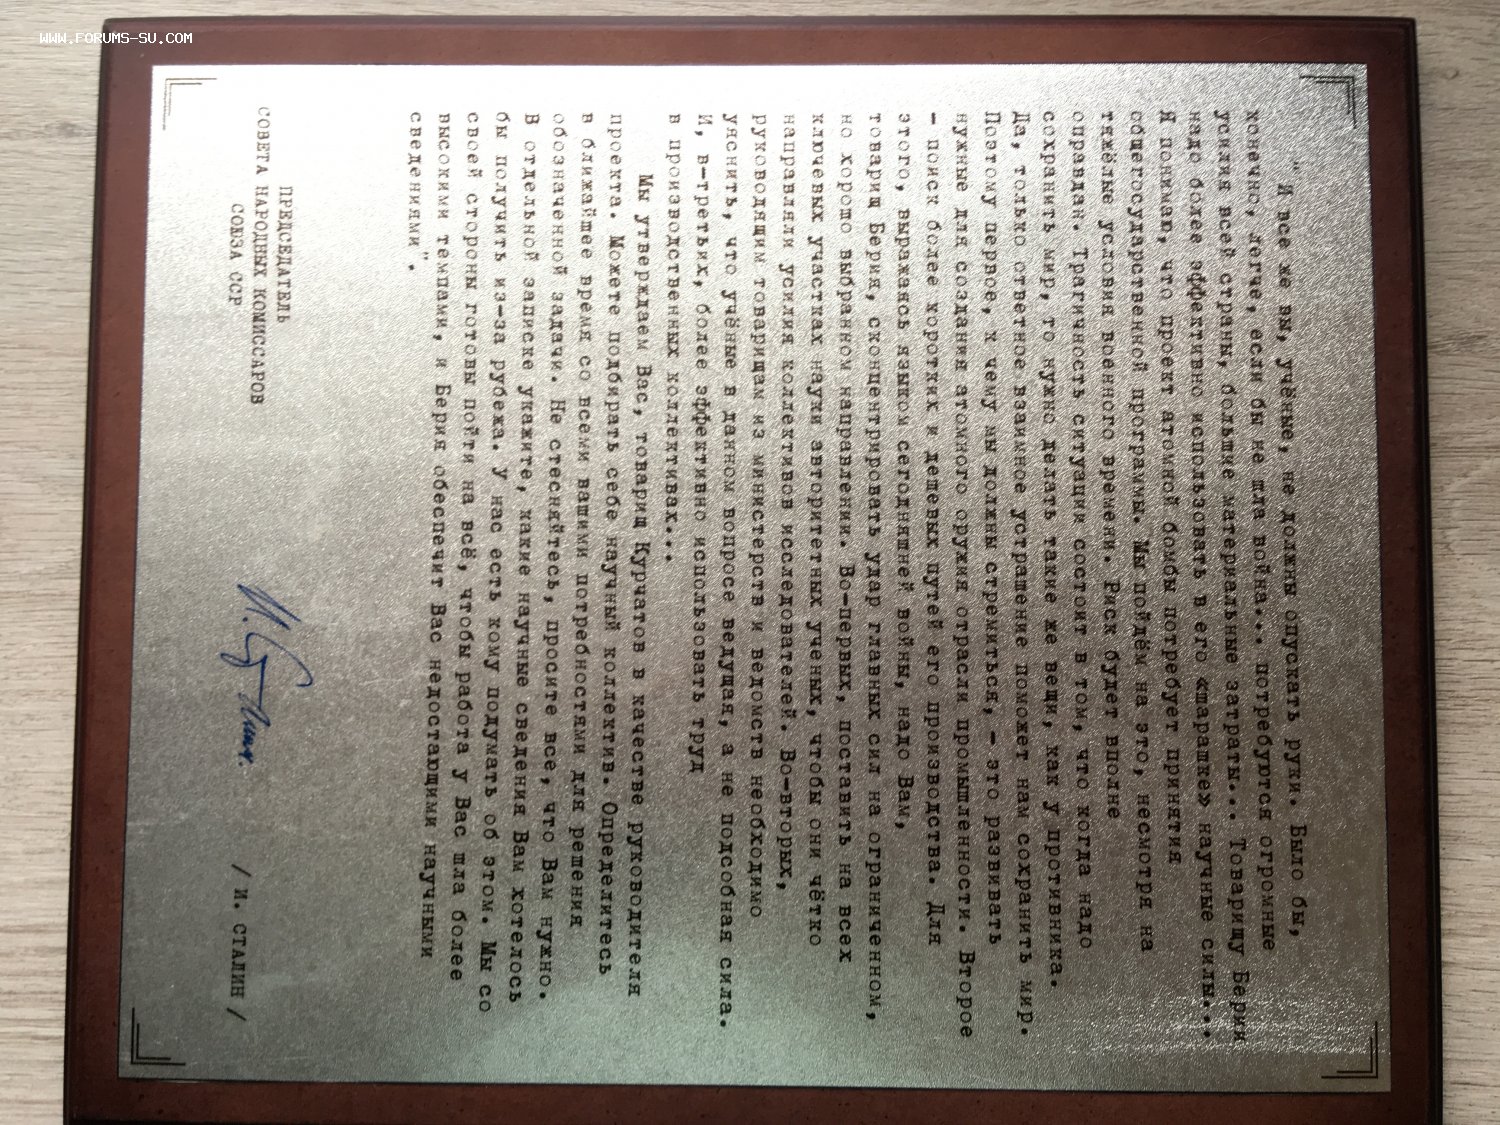 WWW.FORUMS-SU.COM
"И все же вы, учёные, не должны опускать руки. Было бы,
конечно, легче, если бы не шла война... потребуются огромные
усилия всей страны, большие материальные затраты... Товарищу Берия
надо более эффективно использовать в его «шарашке» научные силы...
Я понимаю, что проект атомной бомбы потребует принятия
общегосударственной программы. Мы пойдём на это, несмотря на
тяжёлые условия военного времени. Риск будет вполне
оправдан. Трагичность ситуации состоит в том, что когда надо
сохранить мир, то нужно делать такие же вещи, как у противника.
Да, только ответное взаимное устрашение поможет нам сохранить мир.
Поэтому первое, к чему мы должны стремиться, - это развивать
нужные для создания атомного оружия отрасли промышленности. Второе
- поиск более коротких и дешевых путей его производства. Для
этого, выражаясь языком сегодняшней войны, надо Вам,
товарищ Берия, сконцентрировать удар главных сил на ограниченном,
но хорошо выбранном направлении. Во-первых, поставить на всех
ключевых участках науки авторитетных ученых, чтобы они чётко
направляли усилия коллективов исследователей. Во-вторых,
руководящим товарищам из министерств и ведомств необходимо
уяснить, что учёные в данном вопросе ведущая, а не подсобная сила.
И, в-третьих, более эффективно использовать труд
в производственных коллективах...
Мы утверждаем Вас, товарищ Курчатов в качестве руководителя
проекта. Можете подбирать себе научный коллектив. Определитесь
в ближайшее время со всеми вашими потребностями для решения
обозначенной задачи. Не стесняйтесь, просите все, что Вам нужно.
В отдельной записке укажите, какие научные сведения Вам хотелось
бы получить из-за рубежа. У нас есть кому подумать об этом. Мы со
своей стороны готовы пойти на всё, чтобы работа у Вас шла более
высокими темпами, и Берия обеспечит Вас недостающими научными
сведениями".
ПРЕДСЕДАТЕЛЬ
СОВЕТА НАРОДНЫХ КОМИССАРОВ
СОЮЗА ССР
И. Сталин
/ И. СТАЛИН /